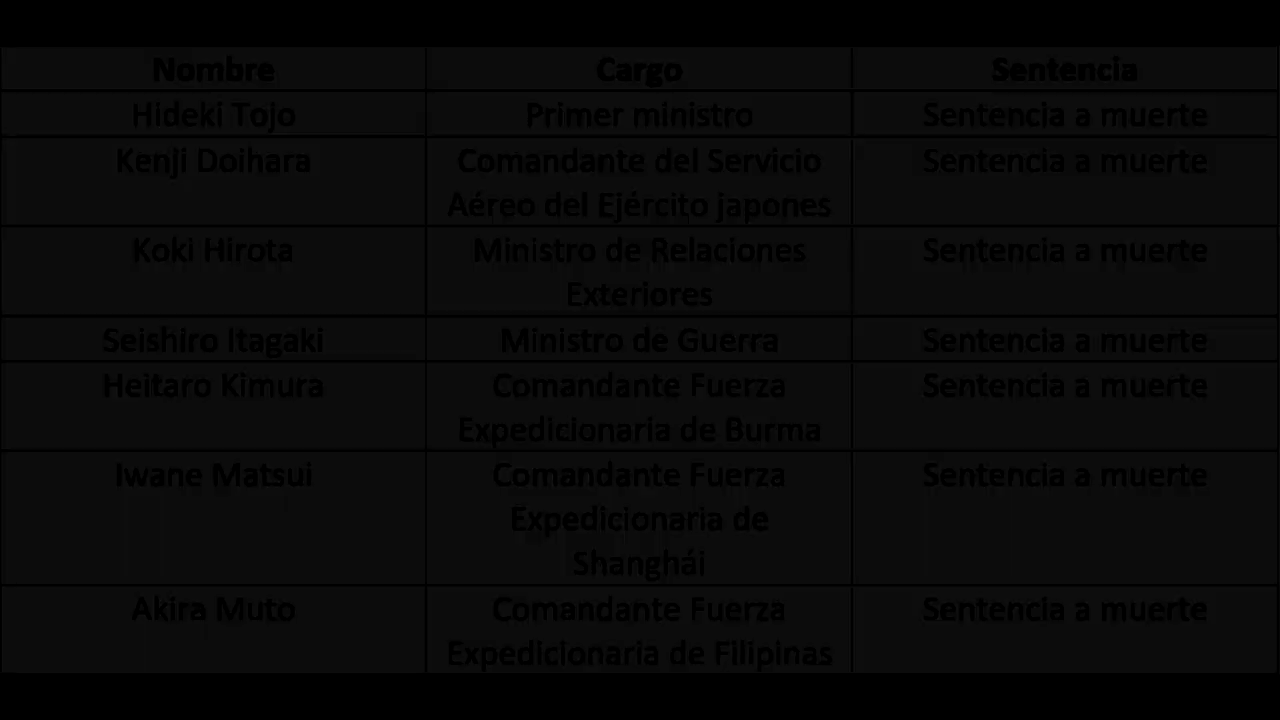 Nombre Cargo Sentencia
Hideki Tojo Primer ministro Sentencia a muerte
Kenji Doihara Comandante del Servicio Sentencia a muerte
Aéreo del Ejército japones
Koki Hirota Ministro de Relaciones Sentencia a muerte
Exteriores
Seishiro Itagaki Ministro de Guerra Sentencia a muerte
Heitaro Kimura Comandante Fuerza Sentencia a muerte
Expedicionaria de Burma
Iwane Matsui Comandante Fuerza Sentencia a muerte
Expedicionaria de
Shanghái
Akira Muto Comandante Fuerza Sentencia a muerte
Expedicionaria de Filipinas